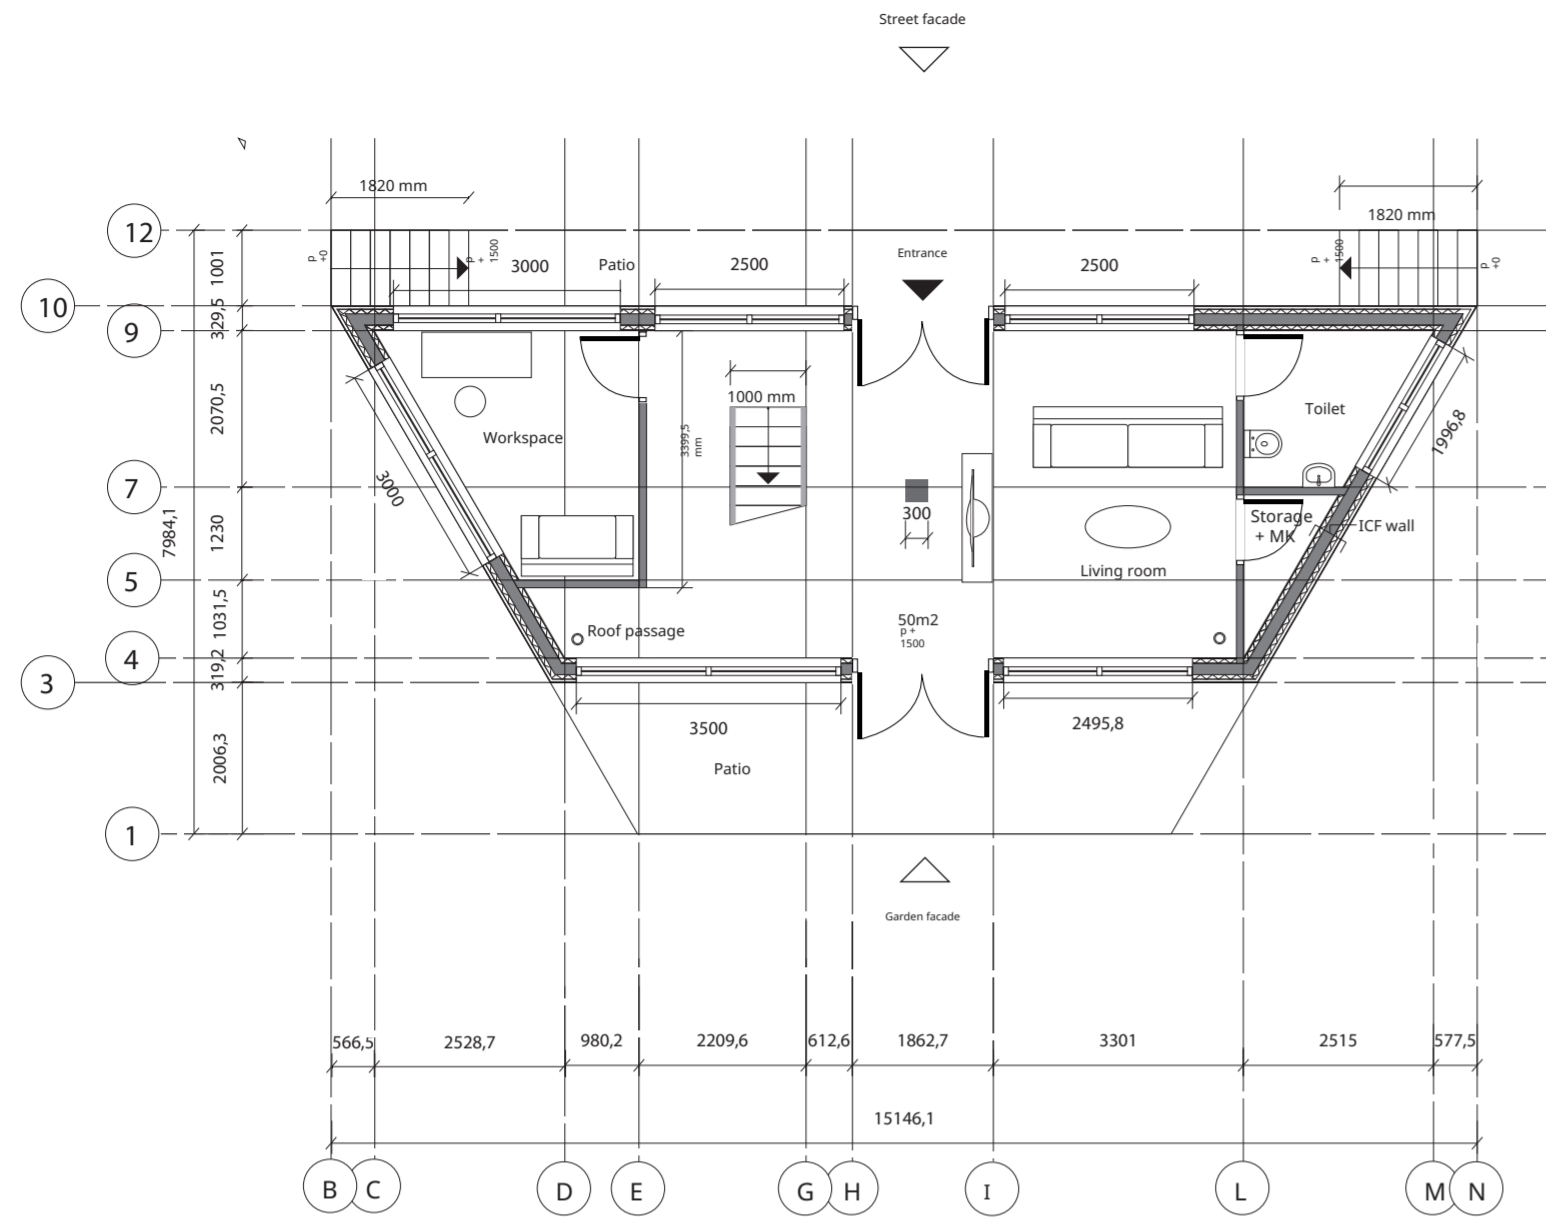 Street facade
1820 mm
1820 mm
12
1001
p
+0
p
+
1500
3000
Patio
2500
Entrance
2500
p
+
1500
p
+0
10
329,5
9
1000 mm
2070,5
3399,5
mm
Workspace
Toilet
1996,8
3000
7
7984,1
1230
300
Storage
+ MK
ICF wall
Living room
5
1031,5
50m2
p +
1500
Roof passage
4
319,2
3
3500
2495,8
2006,3
Patio
1
Garden facade
566,5
2528,7
980,2
2209,6
612,6
1862,7
3301
2515
577,5
15146,1
B
C
D
E
G
H
I
L
M
N